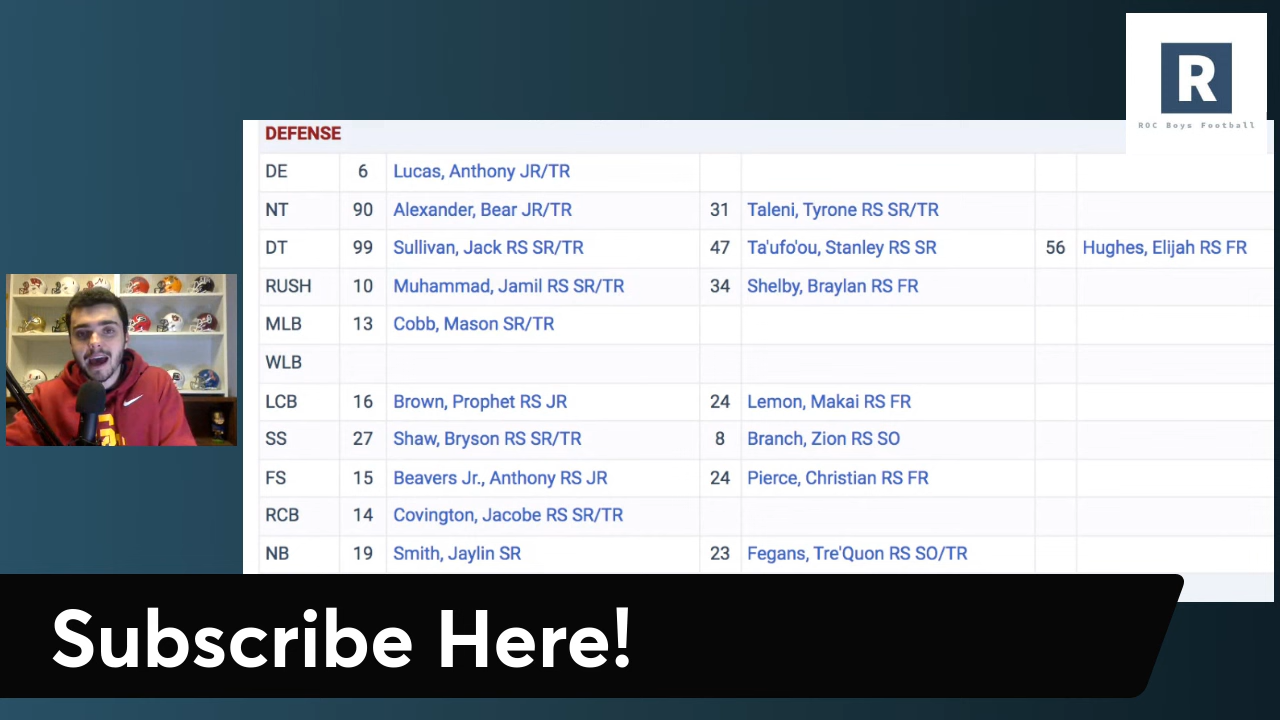 R
ROC Boys Football
DEFENSE
DE 6 Lucas, Anthony JR/TR
NT 90 Alexander, Bear JR/TR 31 Taleni, Tyrone RS SR/TR
DT 99 Sullivan, Jack RS SR/TR 47 Ta'ufo'ou, Stanley RS SR 56 Hughes, Elijah RS FR
RUSH 10 Muhammad, Jamil RS SR/TR 34 Shelby, Braylan RS FR
MLB 13 Cobb, Mason SR/TR
WLB
LCB 16 Brown, Prophet RS JR 24 Lemon, Makai RS FR
SS 27 Shaw, Bryson RS SR/TR 8 Branch, Zion RS SO
FS 15 Beavers Jr., Anthony RS JR 24 Pierce, Christian RS FR
RCB 14 Covington, Jacobe RS SR/TR
NB 19 Smith, Jaylin SR 23 Fegans, Tre'Quon RS SO/TR
Subscribe Here!